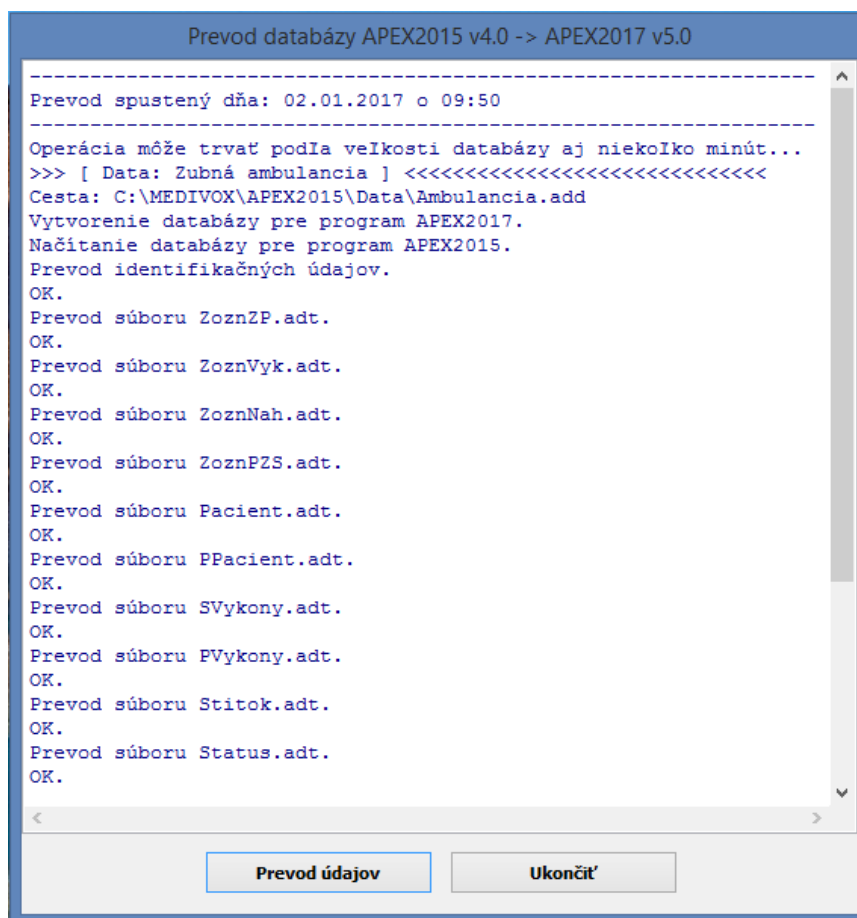 Prevod databázy APEX2015 v4.0 -> APEX2017 v5.0
-----------------------------------------------------------------
Prevod spustený dňa: 02.01.2017 o 09:50
-----------------------------------------------------------------
Operácia môže trvať podľa veľkosti databázy aj niekoľko minút...
>>> [ Data: Zubná ambulancia ] <<<<<<<<<<<<<<<<<<<<<<<<<<<<<<
Cesta: C:\MEDIVOX\APEX2015\Data\Ambulancia.add
Vytvorenie databázy pre program APEX2017.
Načítanie databázy pre program APEX2015.
Prevod identifikačných údajov.
OK.
Prevod súboru ZoznZP.adt.
OK.
Prevod súboru ZoznVyk.adt.
OK.
Prevod súboru ZoznNah.adt.
OK.
Prevod súboru ZoznPZS.adt.
OK.
Prevod súboru Pacient.adt.
OK.
Prevod súboru PPacient.adt.
OK.
Prevod súboru SVykony.adt.
OK.
Prevod súboru PVykony.adt.
OK.
Prevod súboru Stitok.adt.
OK.
Prevod súboru Status.adt.
OK.
Prevod údajov
Ukončiť